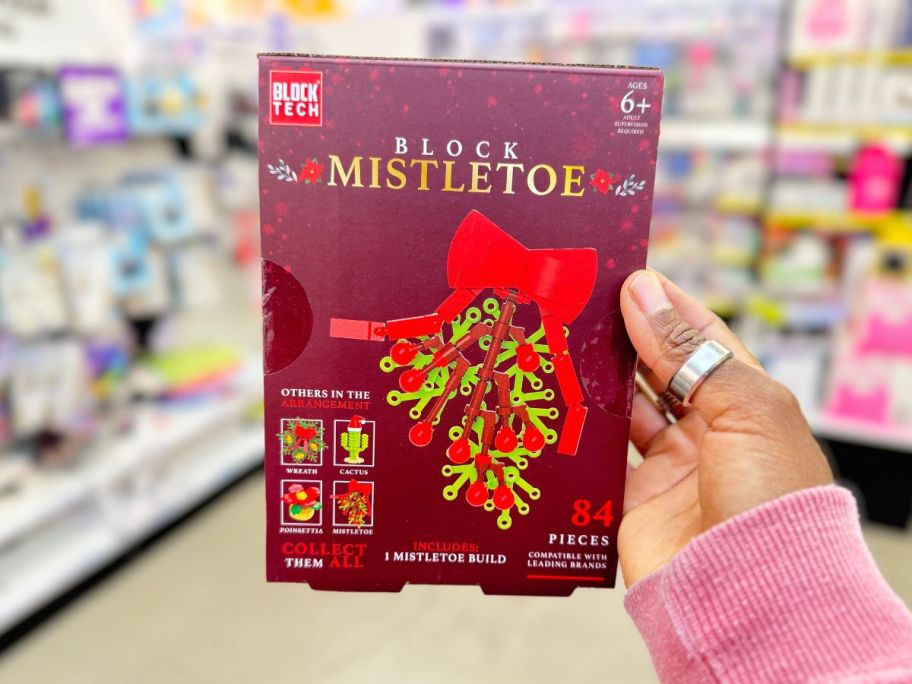 BLOCK
TECH
AGES
6+
ADULT
SUPERVISION
REQUIRED
BLOCK
MISTLETOE
OTHERS IN THE
ARRANGEMENT
WREATH
CACTUS
POINSETTIA
MISTLETOE
COLLECT
THEM ALL
INCLUDES:
1 MISTLETOE BUILD
84
PIECES
COMPATIBLE WITH
LEADING BRANDS